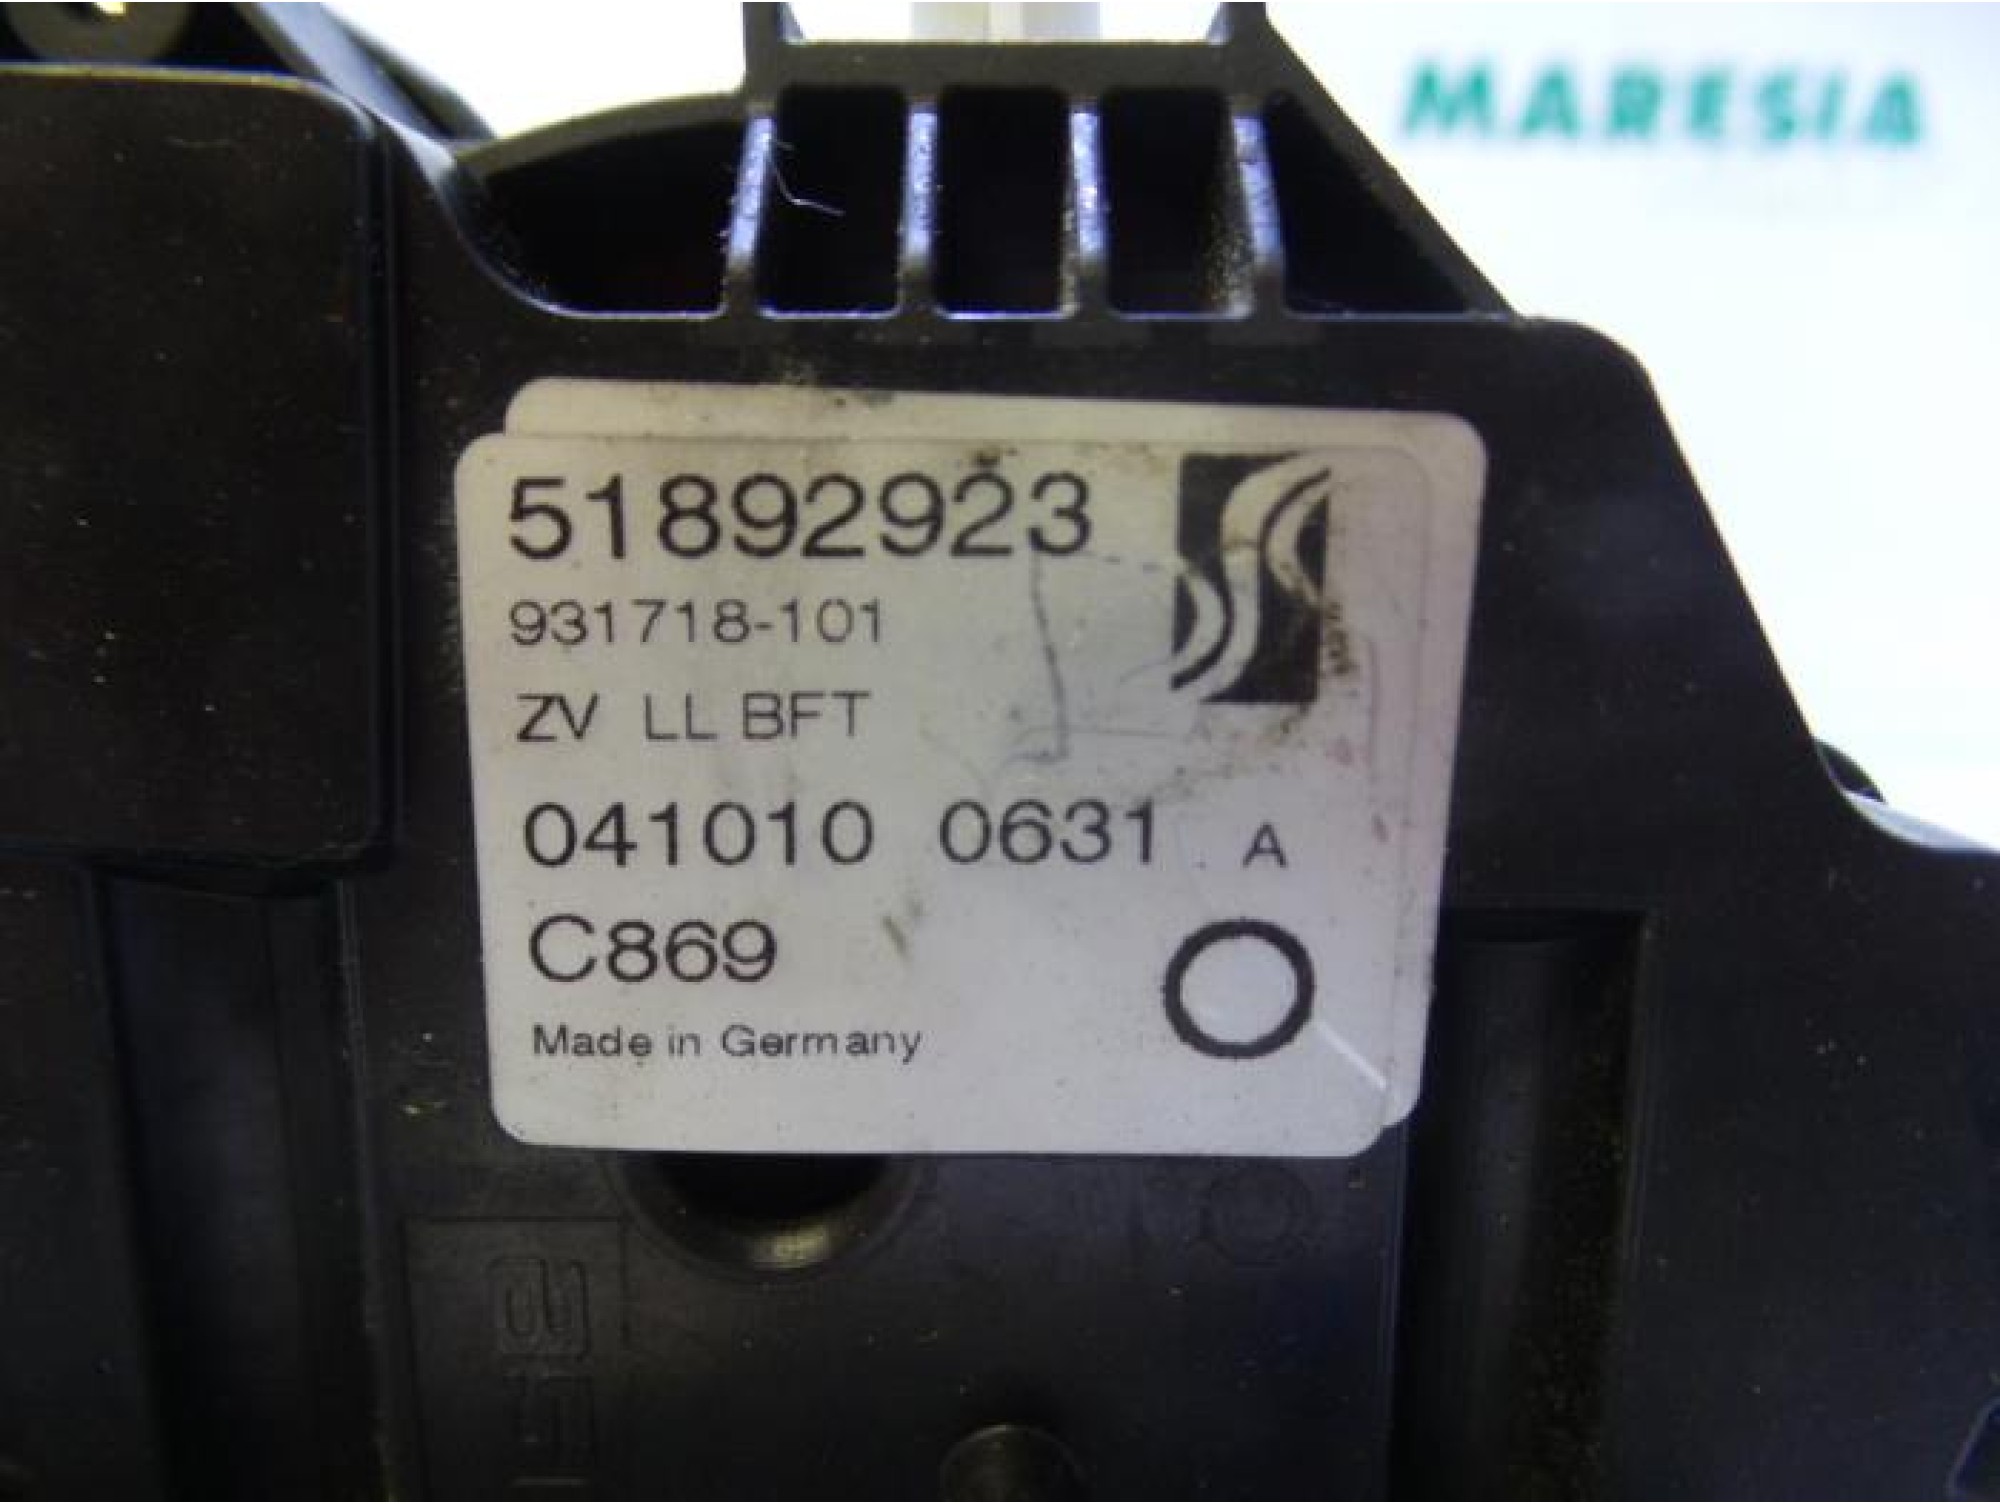 MARESIA
51892923
931718-101
ZV LL BFT
041010 0631 A
C869
Made in Germany